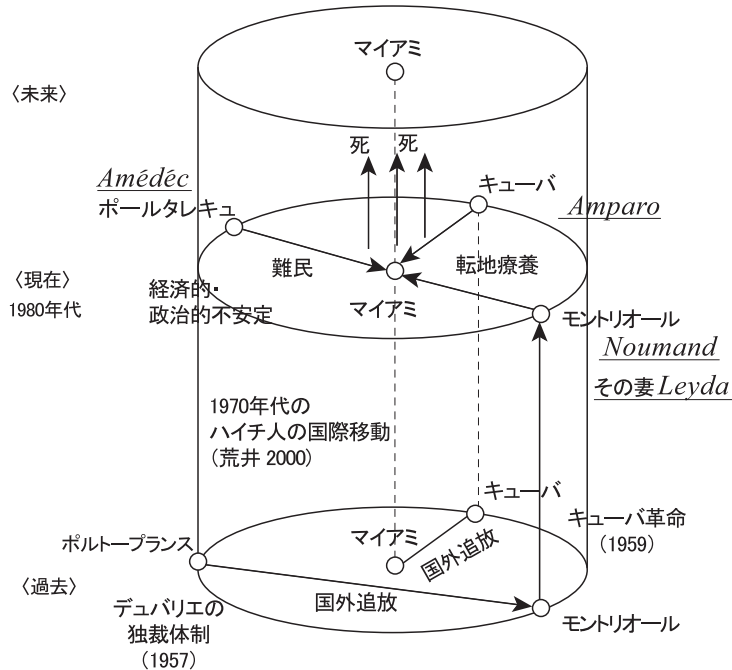 マイアミ
〈未来〉
死 死
Amédéc
ポールタレキュ
キューバ
Amparo
難民
転地療養
〈現在〉
1980年代
経済的・
政治的不安定
マイアミ
モントリオール
Noumand
その妻Leyda
1970年代の
ハイチ人の国際移動
(荒井 2000)
キューバ
キューバ革命
(1959)
ポルトープランス
マイアミ
国外追放
〈過去〉
国外追放
デュバリエの
独裁体制
(1957)
モントリオール